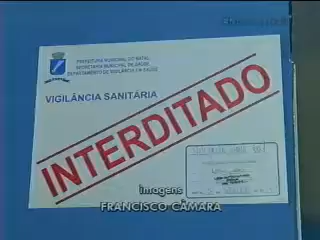 PREFEITURA MUNICIPAL DO NATAL
SECRETARIA MUNICIPAL DE SAÚDE
DEPARTAMENTO DE VIGILÂNCIA EM SAÚDE
VIGILÂNCIA SANITÁRIA
INTERDITADO
imagens
FRANCISCO CÂMARA